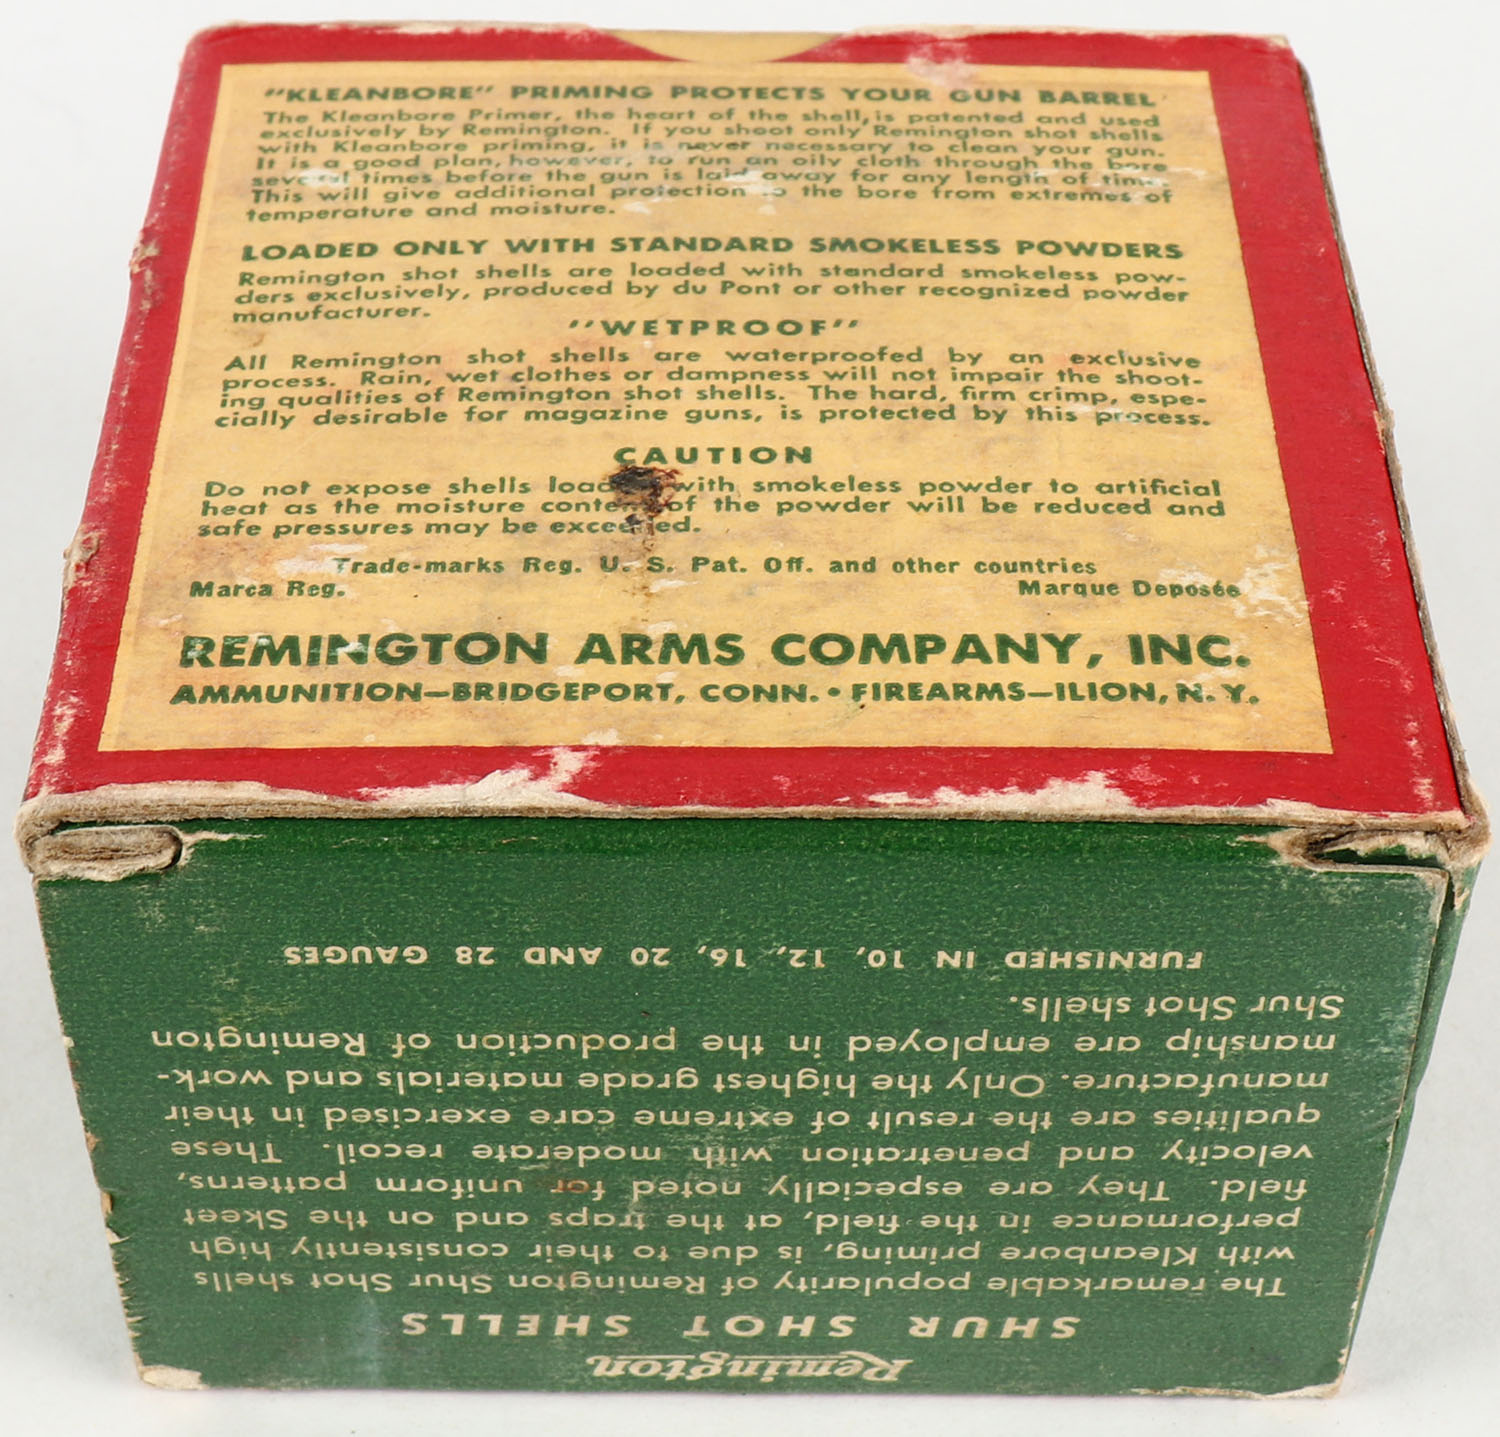 "KLEANBORE" PRIMING PROTECTS YOUR GUN BARREL
The Kleanbore Primer, the heart of the shell, is patented and used
exclusively by Remington. If you shoot only Remington shot shells
with Kleanbore priming, it is never necessary to clean your gun.
It is a good plan, however, to run an oily cloth through the bore
several times before the gun is laid away for any length of time.
This will give additional protection to the bore from extremes of
temperature and moisture.
LOADED ONLY WITH STANDARD SMOKELESS POWDERS
Remington shot shells are loaded with standard smokeless pow-
ders exclusively, produced by du Pont or other recognized powder
manufacturer.
"WETPROOF"
All Remington shot shells are waterproofed by an exclusive
process. Rain, wet clothes or dampness will not impair the shoot-
ing qualities of Remington shot shells. The hard, firm crimp, espe-
cially desirable for magazine guns, is protected by this process.
CAUTION
Do not expose shells loaded with smokeless powder to artificial
heat as the moisture content of the powder will be reduced and
safe pressures may be exceeded.
Trade-marks Reg. U. S. Pat. Off. and other countries
Marca Reg. Marque Deposée
REMINGTON ARMS COMPANY, INC.
AMMUNITION—BRIDGEPORT, CONN. • FIREARMS—ILION, N. Y.
Remington
SHUR SHOT SHELLS
The remarkable popularity of Remington Shur Shot shells
with Kleanbore priming, is due to their consistently high
performance in the field, at the traps and on the Skeet
field. They are especially noted for uniform patterns,
velocity and penetration with moderate recoil. These
qualities are the result of extreme care exercised in their
manufacture. Only the highest grade materials and work-
manship are employed in the production of Remington
Shur Shot shells.
FURNISHED IN 10, 12, 16, 20 AND 28 GAUGES